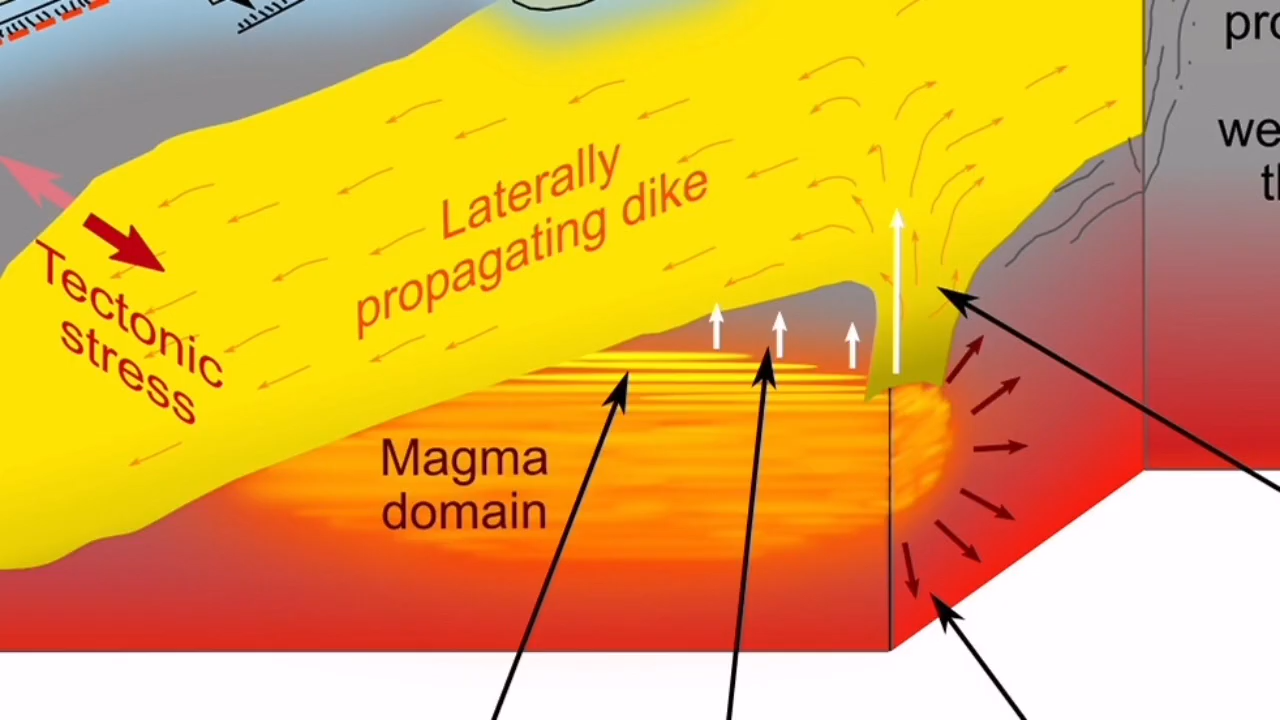 Laterally
propagating dike
Tectonic
stress
Magma
domain